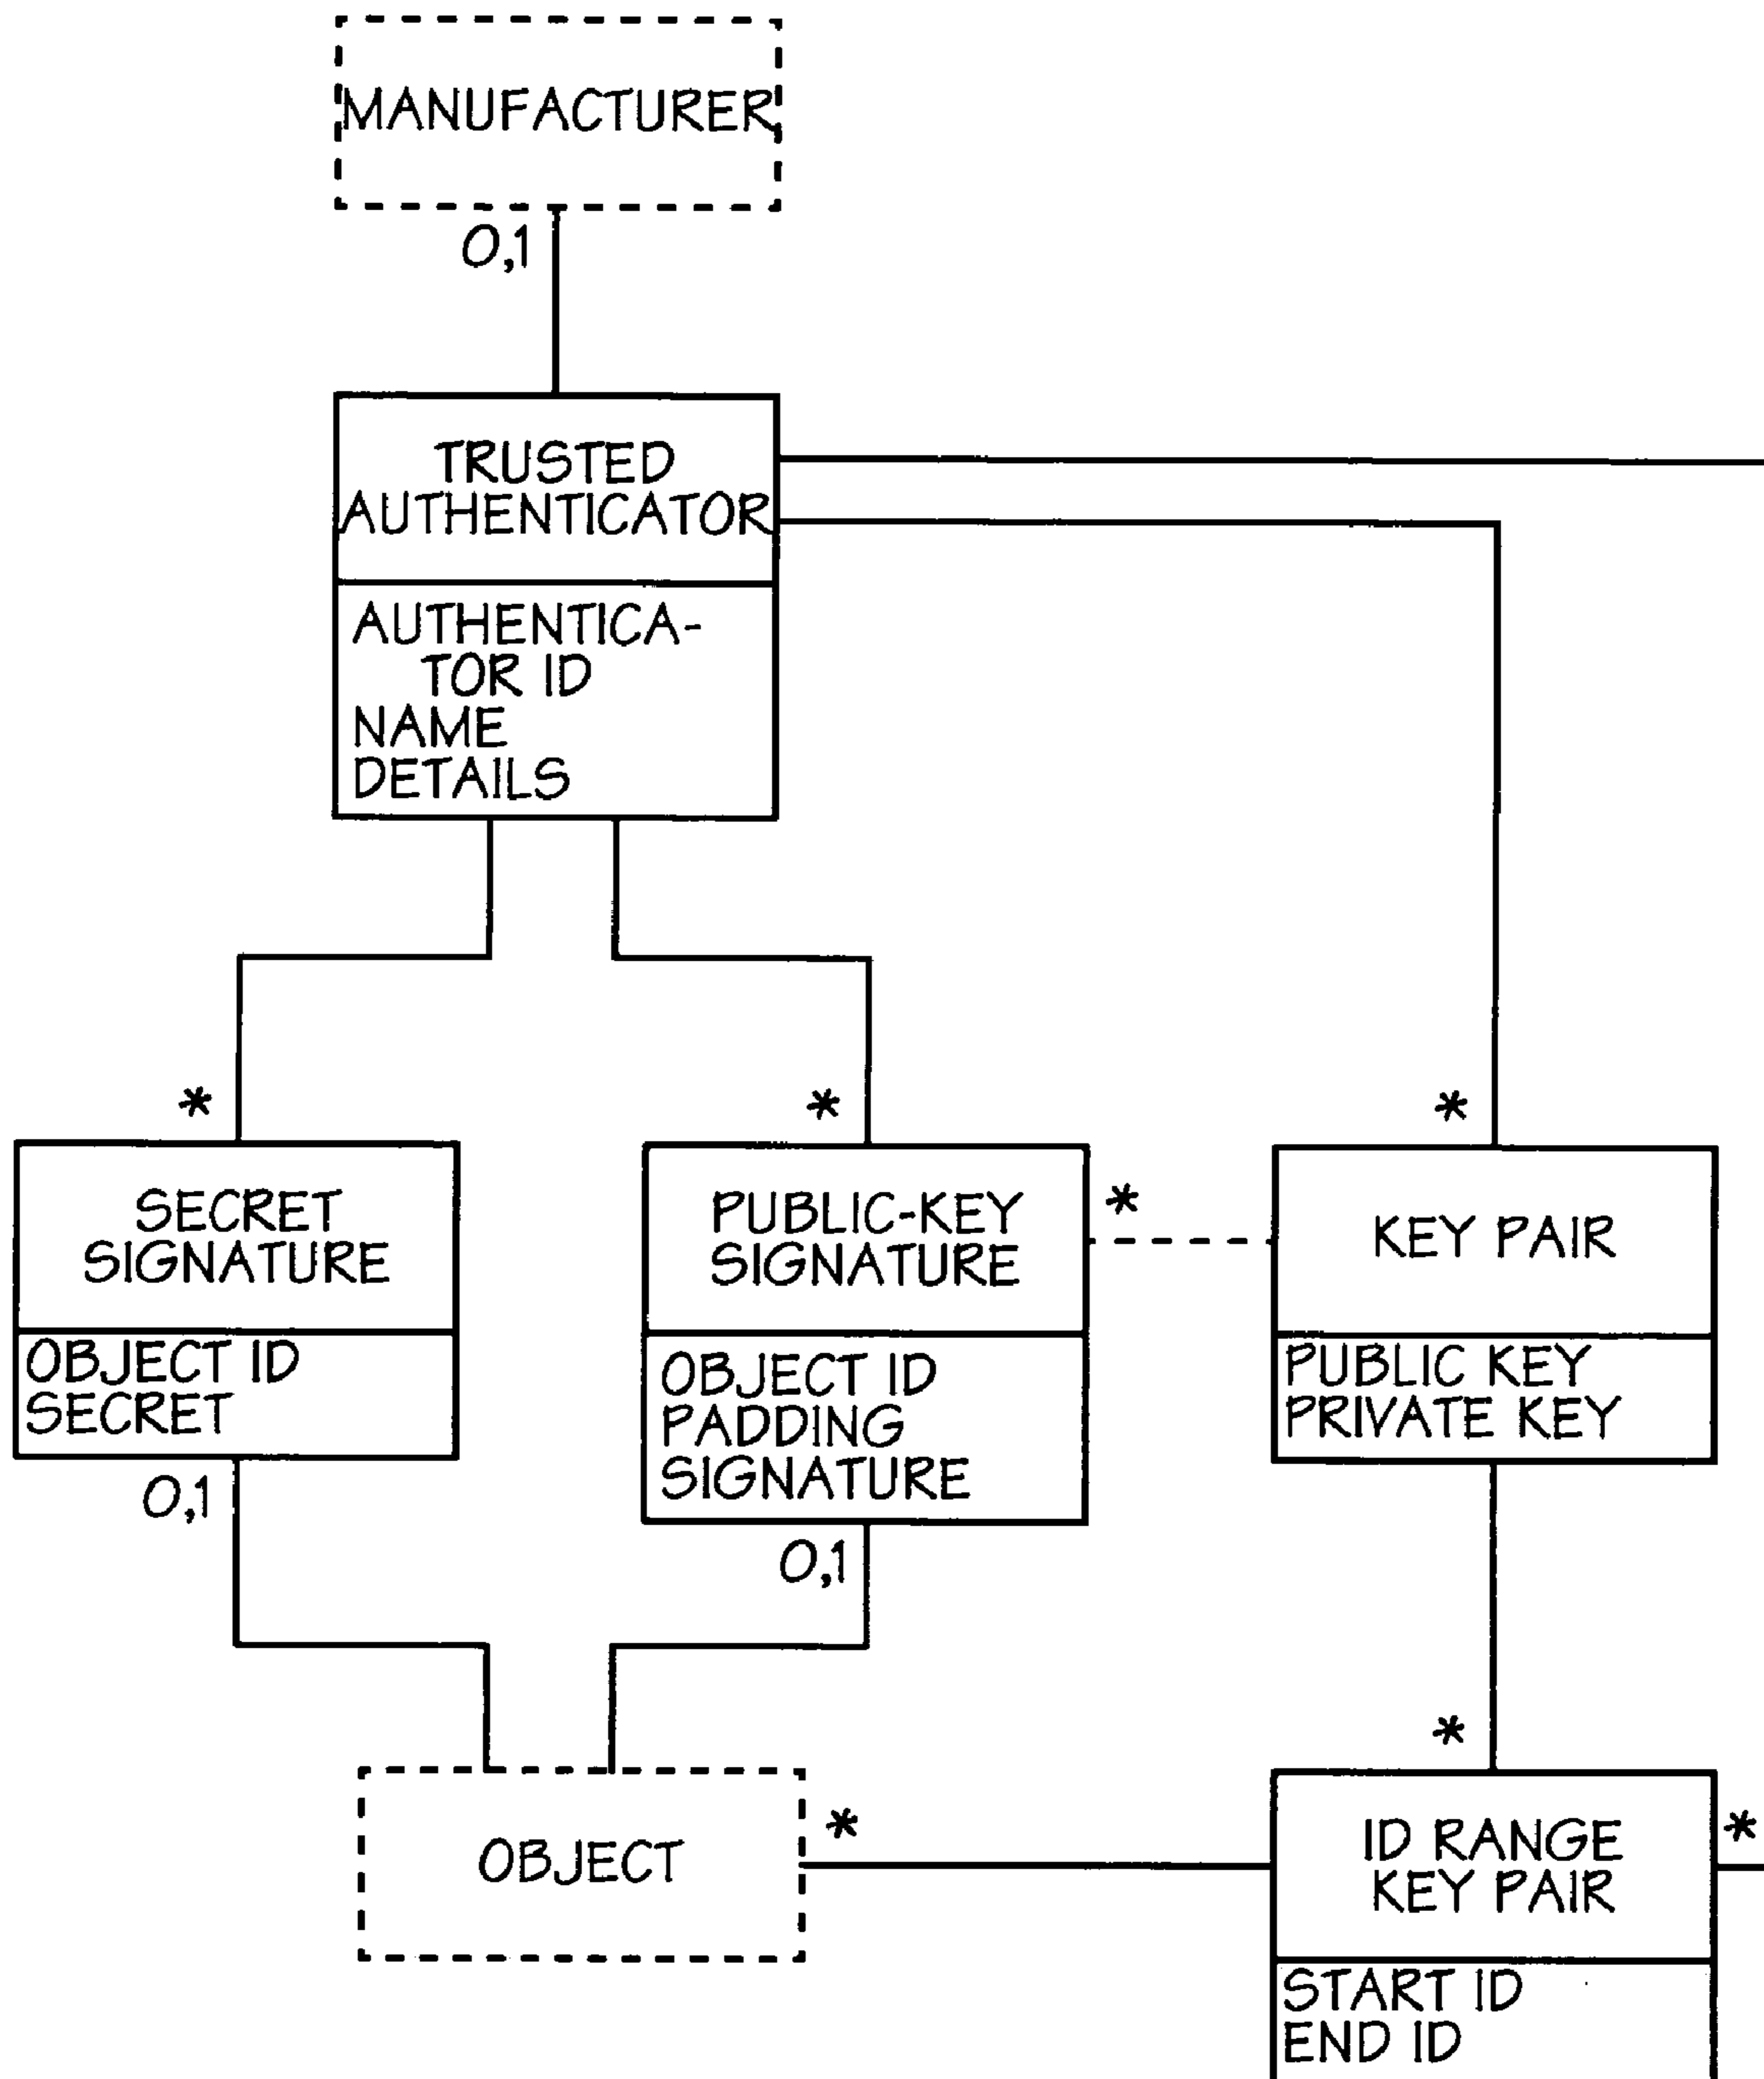 MANUFACTURER
0,1
TRUSTED
AUTHENTICATOR
AUTHENTICA-
TOR ID
NAME
DETAILS
*
*
*
SECRET
SIGNATURE
OBJECT ID
SECRET
0,1
PUBLIC-KEY
SIGNATURE
*
OBJECT ID
PADDING
SIGNATURE
0,1
KEY PAIR
PUBLIC KEY
PRIVATE KEY
*
OBJECT
*
ID RANGE
KEY PAIR
*
START ID
END ID